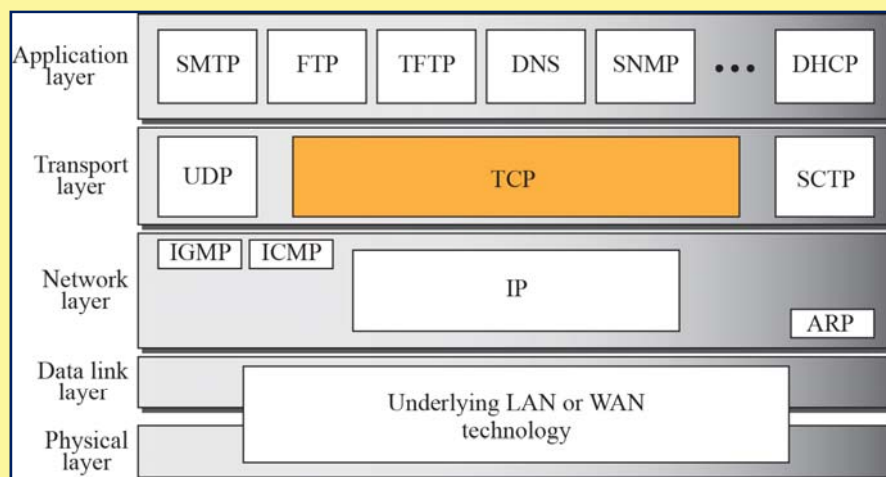 Application
layer
SMTP
FTP
TFTP
DNS
SNMP
•••
DHCP
Transport
layer
UDP
TCP
SCTP
Network
layer
IGMP
ICMP
IP
ARP
Data link
layer
Underlying LAN or WAN
technology
Physical
layer